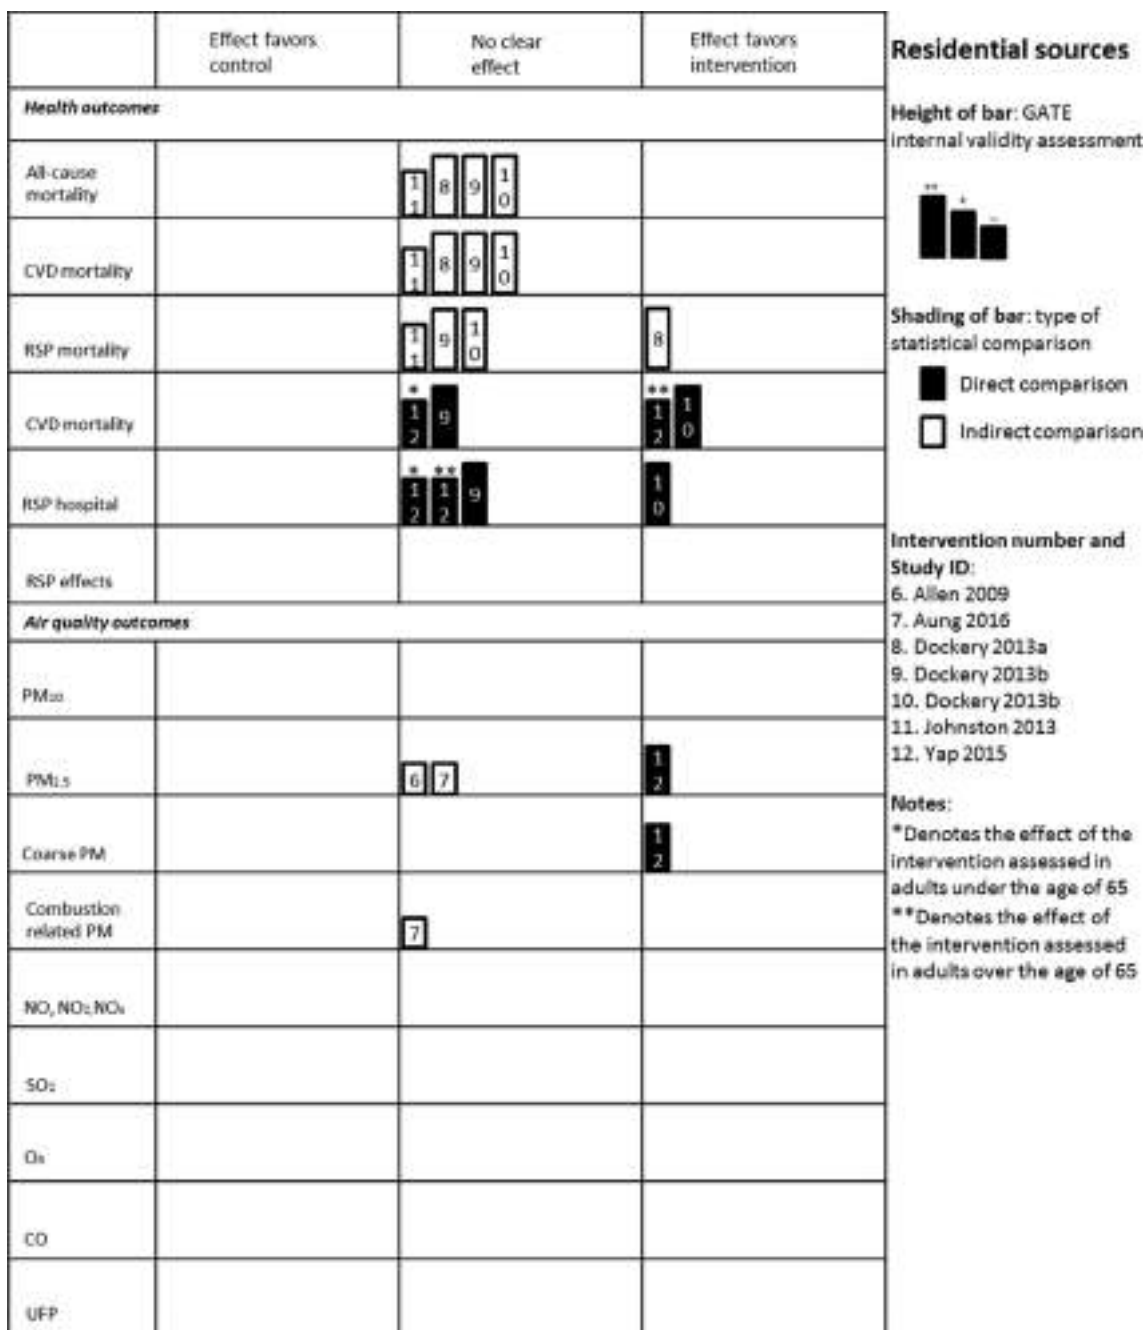 Effect favors
control
No clear
effect
Effect favors
intervention
Health outcomes
All-cause
mortality
11 8 9 10
CVD mortality
11 8 9 10
RSP mortality
11 9 10
8
CVD mortality
* 12 9
** 12 10
RSP hospital
* 12 ** 12 9
10
RSP effects
Air quality outcomes
PM₁₀
PM₂.₅
6 7
12
Coarse PM
12
Combustion
related PM
7
NO, NO₂, NOₓ
SO₂
O₃
CO
UFP
Residential sources
Height of bar: GATE
internal validity assessment
** + -
Shading of bar: type of
statistical comparison
Direct comparison
Indirect comparison
Intervention number and
Study ID:
6. Allen 2009
7. Aung 2016
8. Dockery 2013a
9. Dockery 2013b
10. Dockery 2013b
11. Johnston 2013
12. Yap 2015
Notes:
*Denotes the effect of the
intervention assessed in
adults under the age of 65
**Denotes the effect of
the intervention assessed
in adults over the age of 65